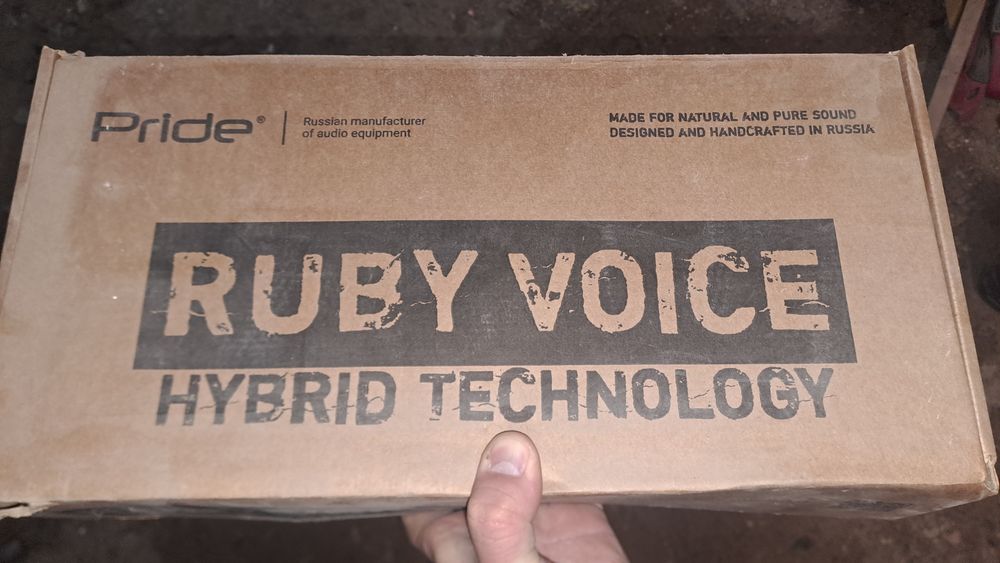 Pride®
Russian manufacturer
of audio equipment
MADE FOR NATURAL AND PURE SOUND
DESIGNED AND HANDCRAFTED IN RUSSIA
RUBY VOICE
HYBRID TECHNOLOGY